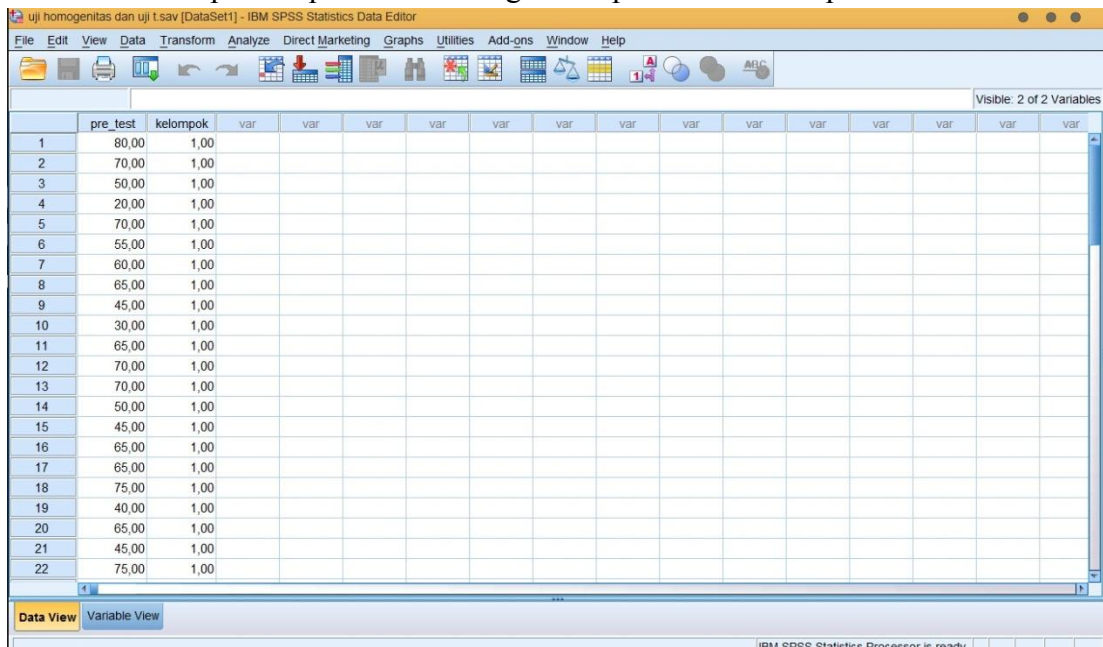 uji homogenitas dan uji t.sav [DataSet1] - IBM SPSS Statistics Data Editor
File Edit View Data Transform Analyze Direct Marketing Graphs Utilities Add-ons Window Help
Visible: 2 of 2 Variables
pre_test kelompok var var var var var var var var var var var var var var
1 80,00 1,00
2 70,00 1,00
3 50,00 1,00
4 20,00 1,00
5 70,00 1,00
6 55,00 1,00
7 60,00 1,00
8 65,00 1,00
9 45,00 1,00
10 30,00 1,00
11 65,00 1,00
12 70,00 1,00
13 70,00 1,00
14 50,00 1,00
15 45,00 1,00
16 65,00 1,00
17 65,00 1,00
18 75,00 1,00
19 40,00 1,00
20 65,00 1,00
21 45,00 1,00
22 75,00 1,00
Data View Variable View
IBM SPSS Statistics Processor is ready